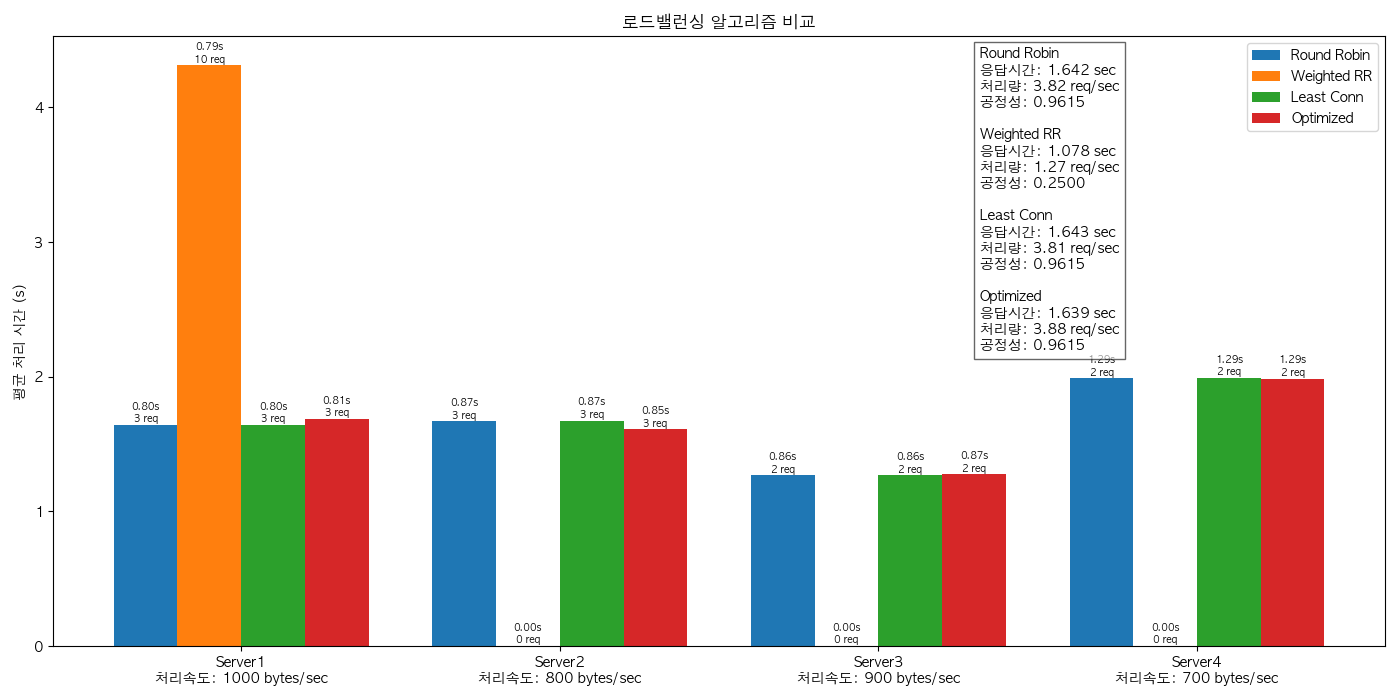 로드밸런싱 알고리즘 비교
평균 처리 시간 (s)
4
3
2
1
0
0.80s
3 req
0.79s
10 req
0.80s
3 req
0.81s
3 req
0.87s
3 req
0.00s
0 req
0.87s
3 req
0.85s
3 req
0.86s
2 req
0.00s
0 req
0.86s
2 req
0.87s
2 req
1.29s
2 req
0.00s
0 req
1.29s
2 req
1.29s
2 req
Round Robin
응답시간: 1.642 sec
처리량: 3.82 req/sec
공정성: 0.9615
Weighted RR
응답시간: 1.078 sec
처리량: 1.27 req/sec
공정성: 0.2500
Least Conn
응답시간: 1.643 sec
처리량: 3.81 req/sec
공정성: 0.9615
Optimized
응답시간: 1.639 sec
처리량: 3.88 req/sec
공정성: 0.9615
Round Robin
Weighted RR
Least Conn
Optimized
Server1
처리속도: 1000 bytes/sec
Server2
처리속도: 800 bytes/sec
Server3
처리속도: 900 bytes/sec
Server4
처리속도: 700 bytes/sec